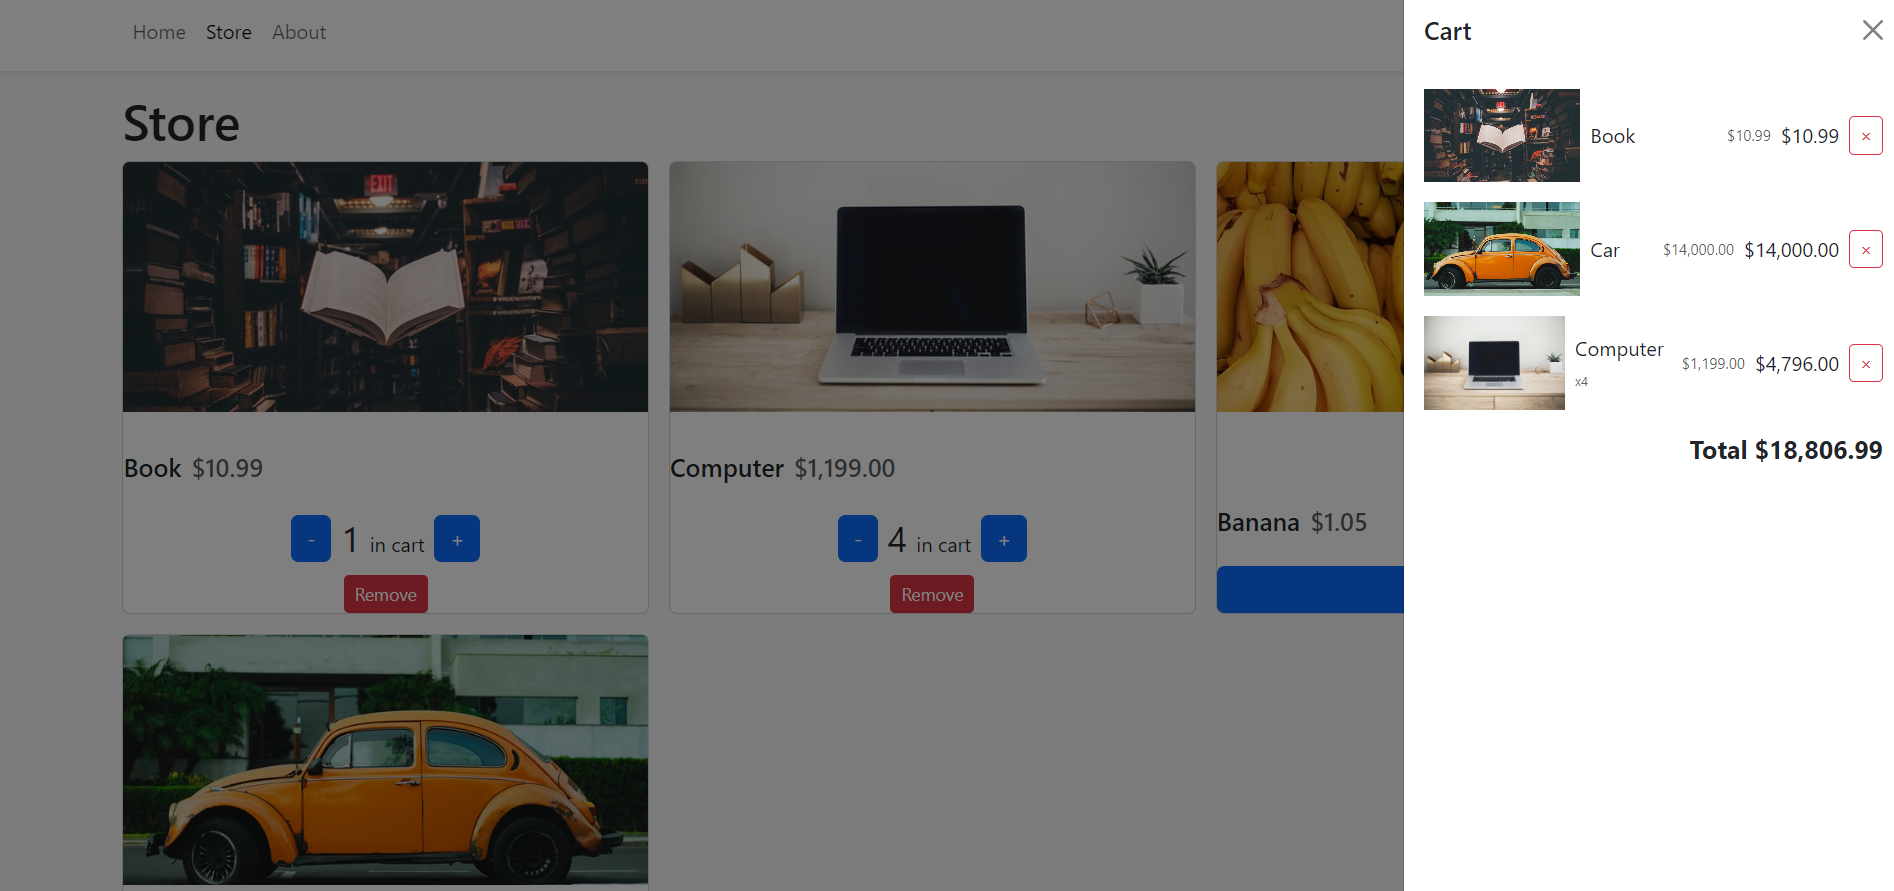 Home Store About
Store
EXIT
Book $10.99
- 1 in cart +
Remove
Computer $1,199.00
- 4 in cart +
Remove
Banana $1.05
Cart
Book $10.99 $10.99 ×
Car $14,000.00 $14,000.00 ×
Computer
x4
$1,199.00 $4,796.00 ×
Total $18,806.99